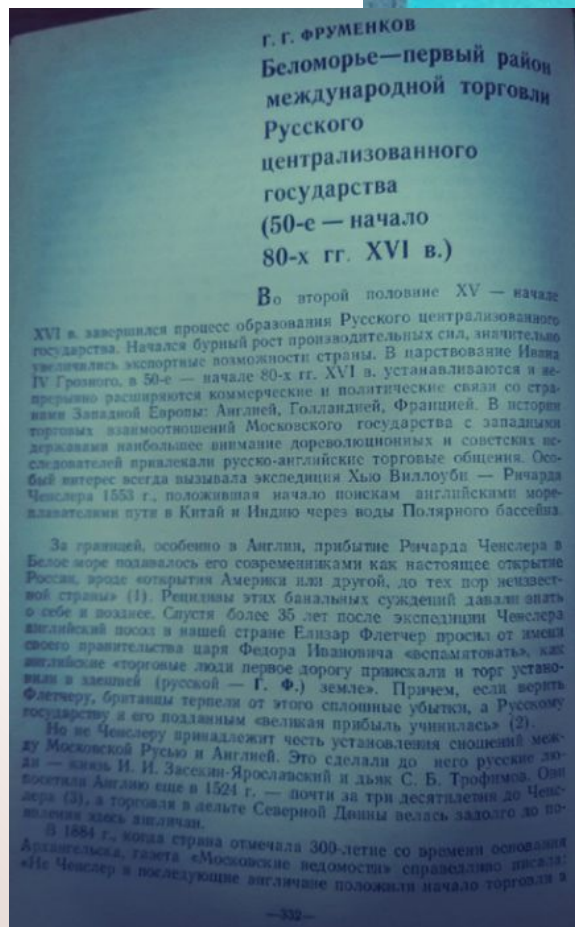 Г. Г. ФРУМЕНКОВ
Беломорье—первый район
международной торговли
Русского
централизованного
государства
(50-е — начало
80-х гг. XVI в.)
Во второй половине XV — начале
XVI в. завершился процесс образования Русского централизованного
государства. Начался бурный рост производительных сил, значительно
увеличились экспортные возможности страны. В царствование Ивана
IV Грозного, в 50-е — начале 80-х гг. XVI в. устанавливаются и не-
прерывно расширяются коммерческие и политические связи со стра-
нами Западной Европы: Англией, Голландией, Францией. В истории
торговых взаимоотношений Московского государства с западными
державами наибольшее внимание дореволюционных и советских ис-
следователей привлекали русско-английские торговые общения. Осо-
бый интерес всегда вызывала экспедиция Хью Виллоуби — Ричарда
Ченслера 1553 г., положившая начало поискам английскими море-
плавателями пути в Китай и Индию через воды Полярного бассейна.
За границей, особенно в Англии, прибытие Ричарда Ченслера в
Белое море подавалось его современниками как настоящее открытие
России, вроде «открытия Америки или другой, до тех пор неизвест-
ной страны» (1). Рецидивы этих банальных суждений давали знать
о себе и позднее. Спустя более 35 лет после экспедиции Ченслера
английский посол в нашей стране Елизар Флетчер просил от имени
своего правительства царя Федора Ивановича «вспамятовать», как
английские «торговые люди первое дорогу приискали и торг устано-
вили в здешней (русской — Г. Ф.) земле». Причем, если верить
Флетчеру, британцы терпели от этого сплошные убытки, а Русскому
государству и его подданным «великая прибыль учинилась» (2).
Но не Ченслеру принадлежит честь установления сношений меж-
ду Московской Русью и Англией. Это сделали до него русские лю-
ди — князь И. И. Засекин-Ярославский и дьяк С. Б. Трофимов. Они
посетили Англию еще в 1524 г. — почти за три десятилетия до Ченс-
лера (3), а торговля в дельте Северной Двины велась задолго до по-
явления здесь англичан.
В 1884 г., когда страна отмечала 300-летие со времени основания
Архангельска, газета «Московские ведомости» справедливо писала:
«Не Ченслер и последующие англичане положили начало торговли в
—332—